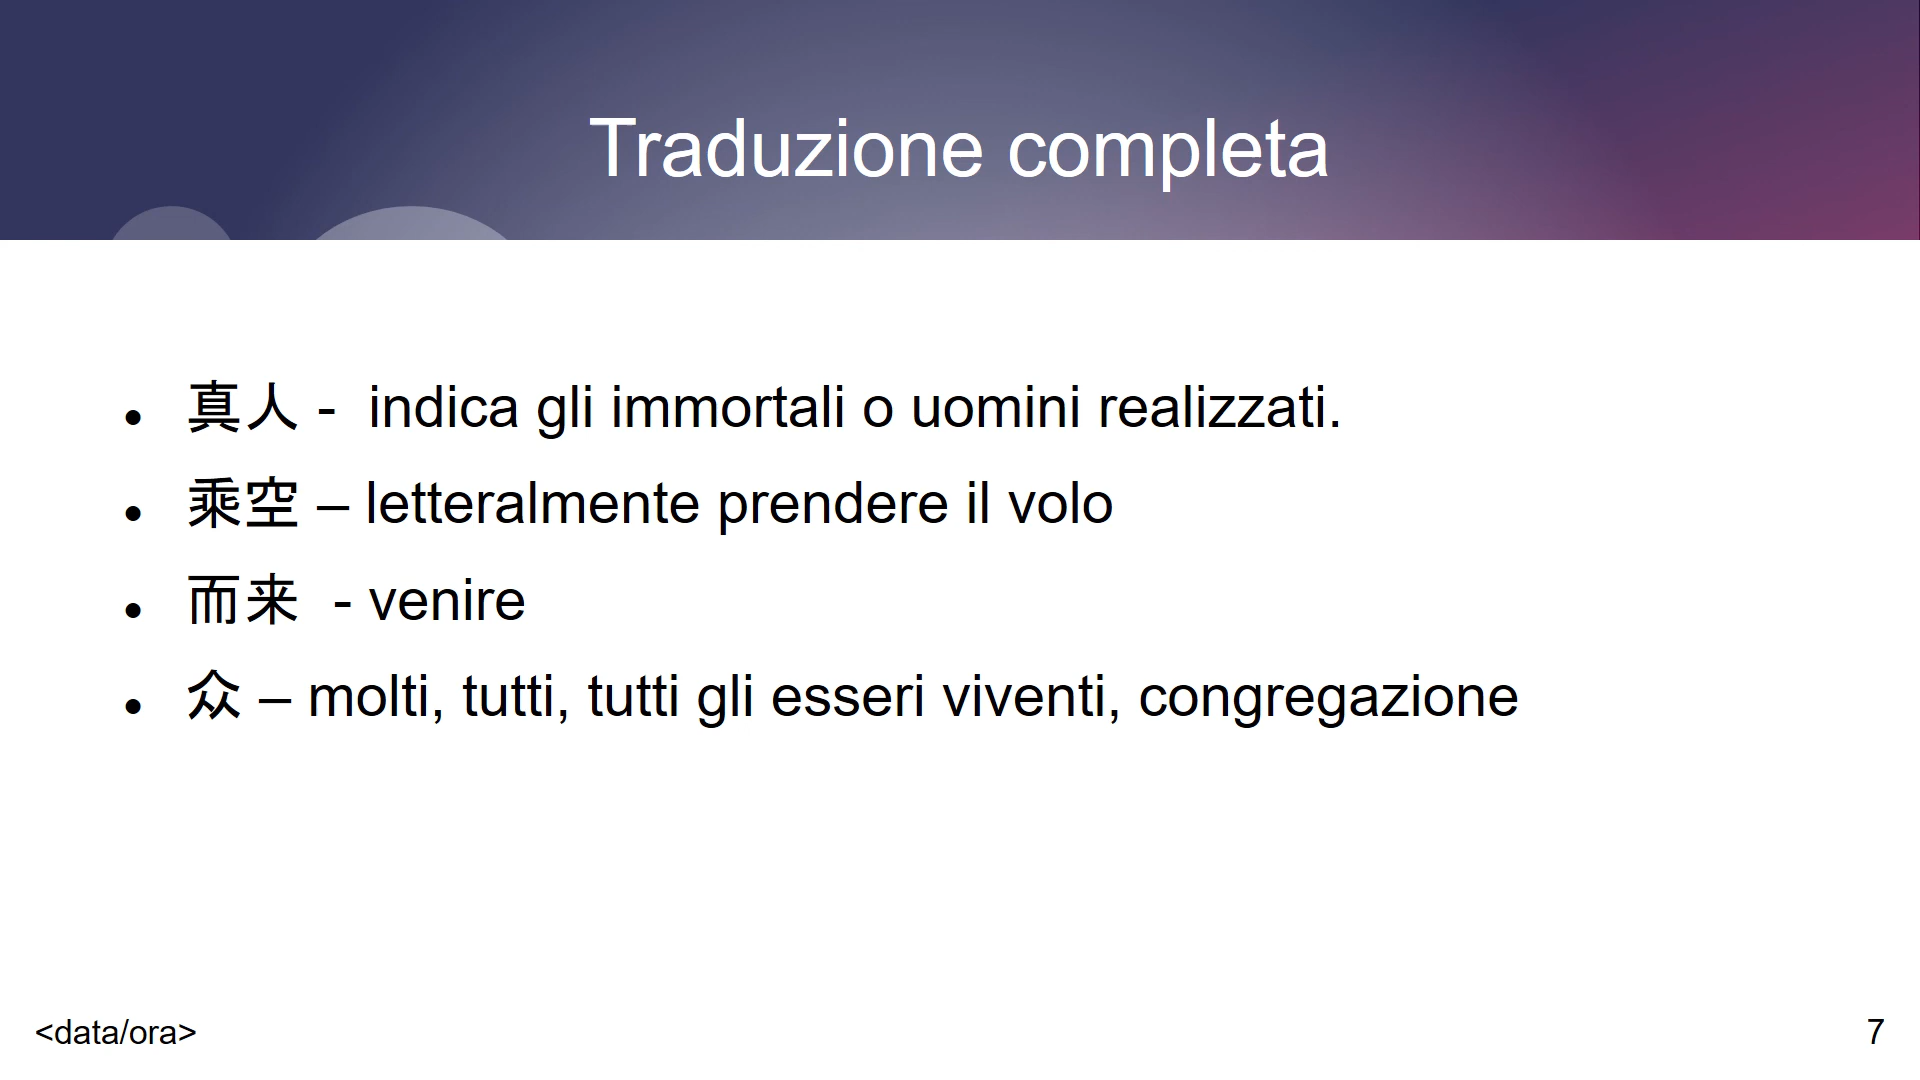 Traduzione completa
● 真人 - indica gli immortali o uomini realizzati.
● 乘空 – letteralmente prendere il volo
● 而来 - venire
● 众 – molti, tutti, tutti gli esseri viventi, congregazione
<data/ora>
7